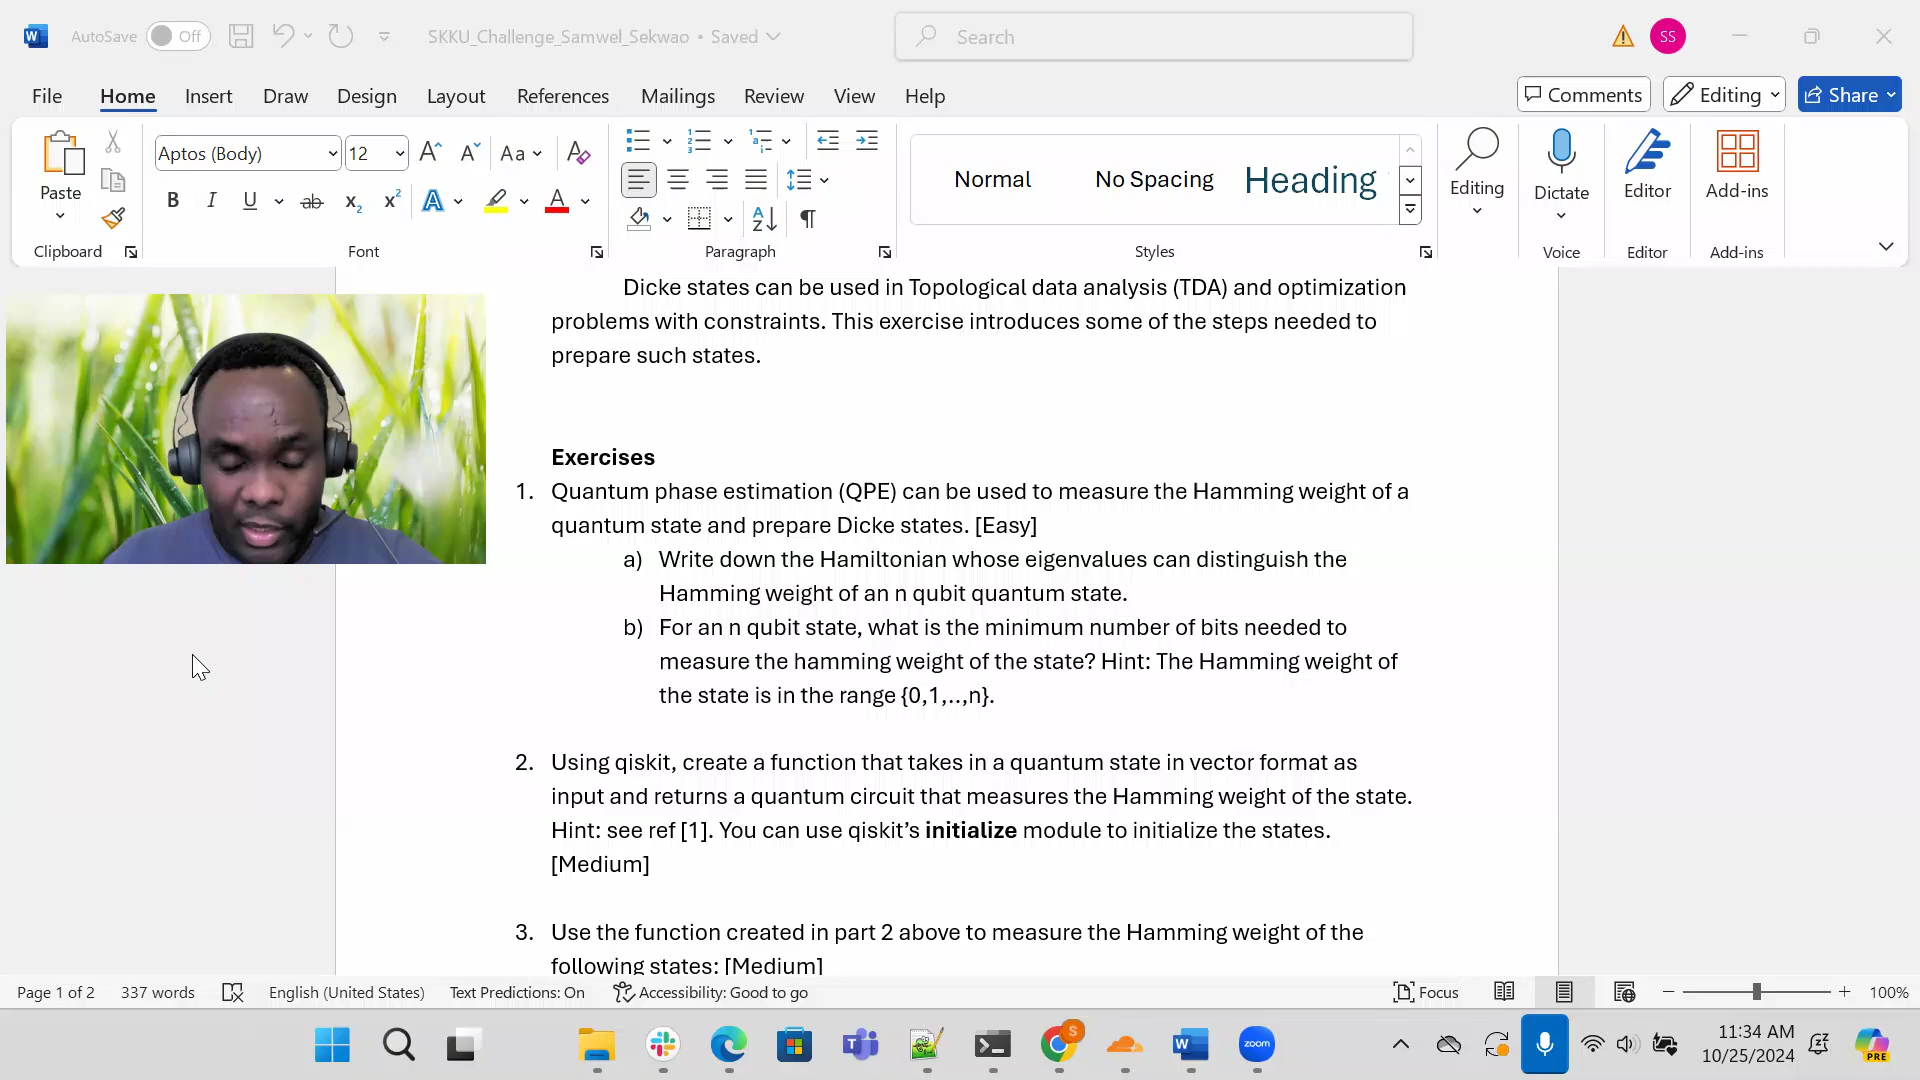 AutoSave Off SKKU_Challenge_Samwel_Sekwao • Saved Search SS
File Home Insert Draw Design Layout References Mailings Review View Help Comments Editing Share
Paste Aptos (Body) 12 Aa Normal No Spacing Heading Editing Dictate Editor Add-ins
B I U ab x2 x2 A A A Z
Clipboard Font Paragraph Styles Voice Editor Add-ins
Dicke states can be used in Topological data analysis (TDA) and optimization
problems with constraints. This exercise introduces some of the steps needed to
prepare such states.
Exercises
1. Quantum phase estimation (QPE) can be used to measure the Hamming weight of a
quantum state and prepare Dicke states. [Easy]
a) Write down the Hamiltonian whose eigenvalues can distinguish the
Hamming weight of an n qubit quantum state.
b) For an n qubit state, what is the minimum number of bits needed to
measure the hamming weight of the state? Hint: The Hamming weight of
the state is in the range {0,1,..,n}.
2. Using qiskit, create a function that takes in a quantum state in vector format as
input and returns a quantum circuit that measures the Hamming weight of the state.
Hint: see ref [1]. You can use qiskit's initialize module to initialize the states.
[Medium]
3. Use the function created in part 2 above to measure the Hamming weight of the
following states: [Medium]
Page 1 of 2 337 words English (United States) Text Predictions: On Accessibility: Good to go Focus 100%
S W zoom 11:34 AM
10/25/2024 PRE